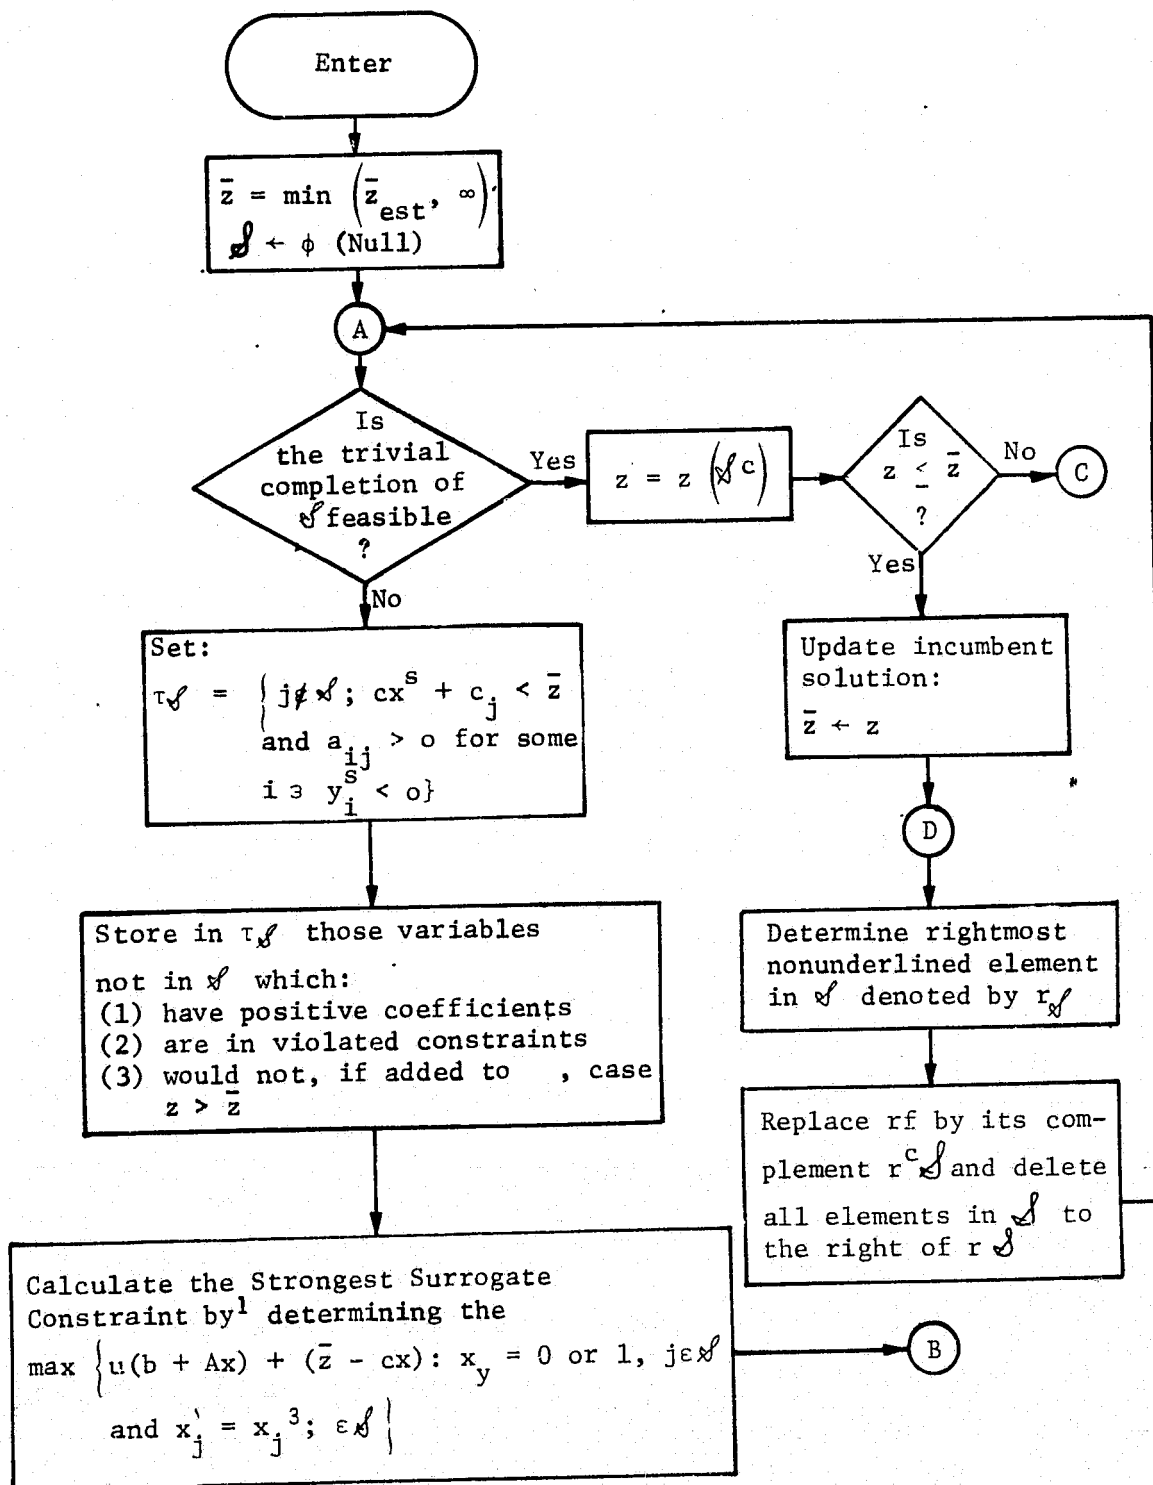 Enter
z̄ = min (z̄est, ∞)
𝒮 ← ϕ (Null)
A
Is
the trivial
completion of
𝒮 feasible
?
Yes
z = z (𝒮ᶜ)
Is
z ≤ z̄
?
No
C
Yes
No
Set:
τ𝒮 = { j∉𝒮; cxˢ + cⱼ < z̄
and aᵢⱼ > o for some
i ∋ yᵢˢ < o}
Update incumbent
solution:
z̄ ← z
D
Store in τ𝒮 those variables
not in 𝒮 which:
(1) have positive coefficients
(2) are in violated constraints
(3) would not, if added to , case
z > z̄
Determine rightmost
nonunderlined element
in 𝒮 denoted by r𝒮
Replace rf by its com-
plement rᶜ𝒮 and delete
all elements in 𝒮 to
the right of r𝒮
Calculate the Strongest Surrogate
Constraint by¹ determining the
max {u(b + Ax) + (z̄ - cx): xy = 0 or 1, jε𝒮
and xⱼ' = xⱼ³; ε𝒮}
B